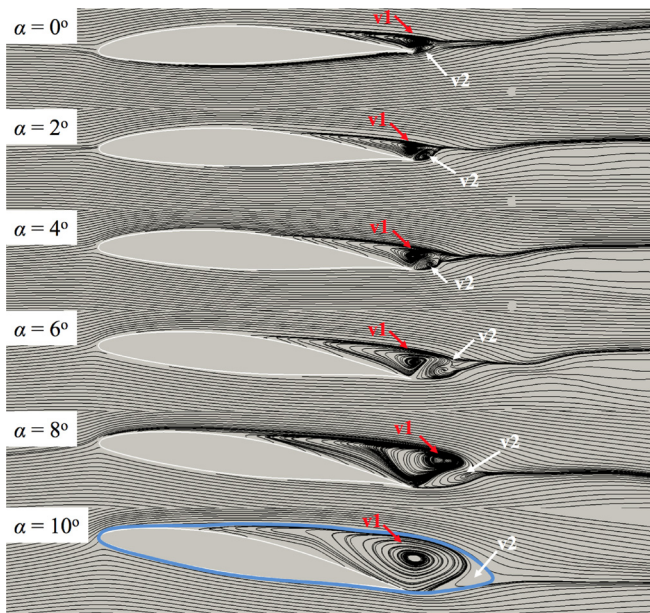 α = 0°
v1
v2
α = 2°
v1
v2
α = 4°
v1
v2
α = 6°
v1
v2
α = 8°
v1
v2
α = 10°
v1
v2